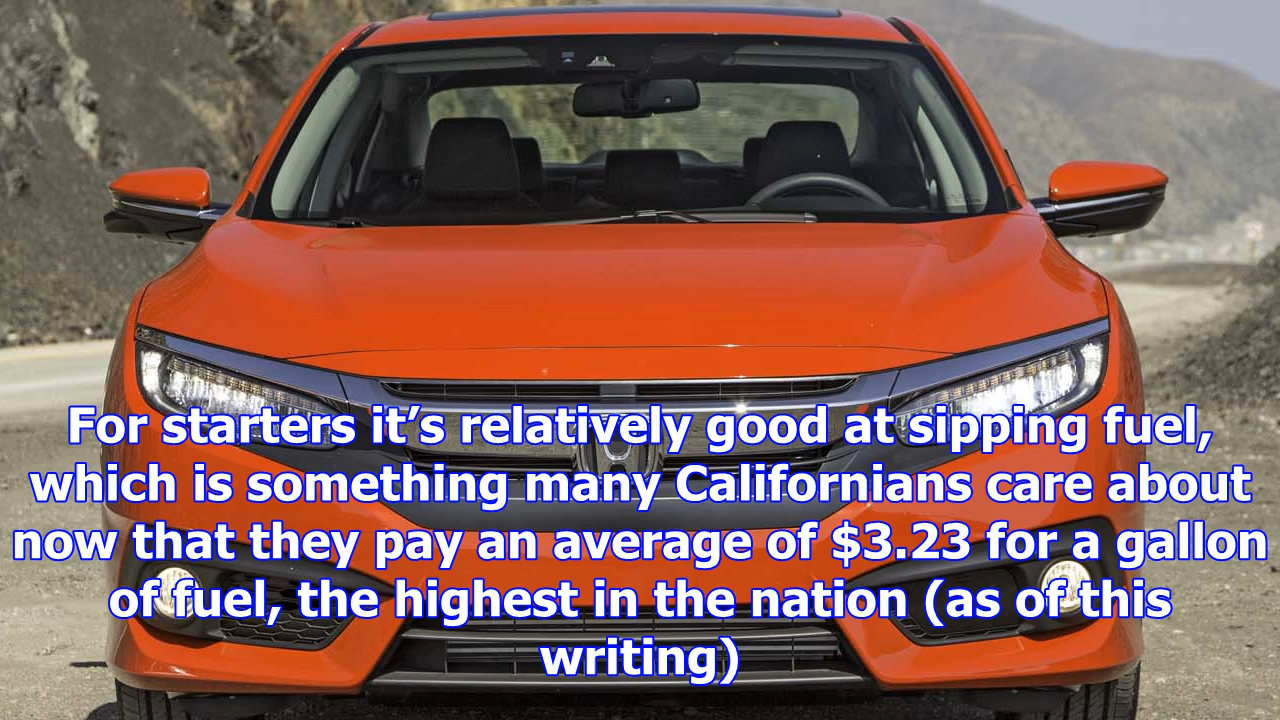 For starters it’s relatively good at sipping fuel,
which is something many Californians care about
now that they pay an average of $3.23 for a gallon
of fuel, the highest in the nation (as of this
writing)